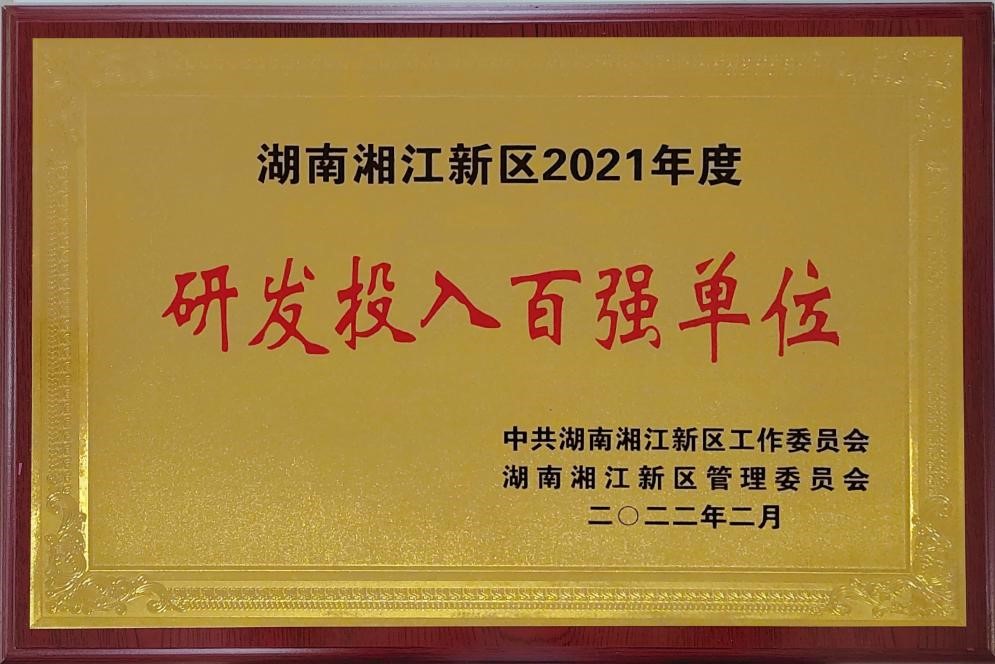 湖南湘江新区2021年度
研发投入百强单位
中共湖南湘江新区工作委员会
湖南湘江新区管理委员会
二〇二二年二月